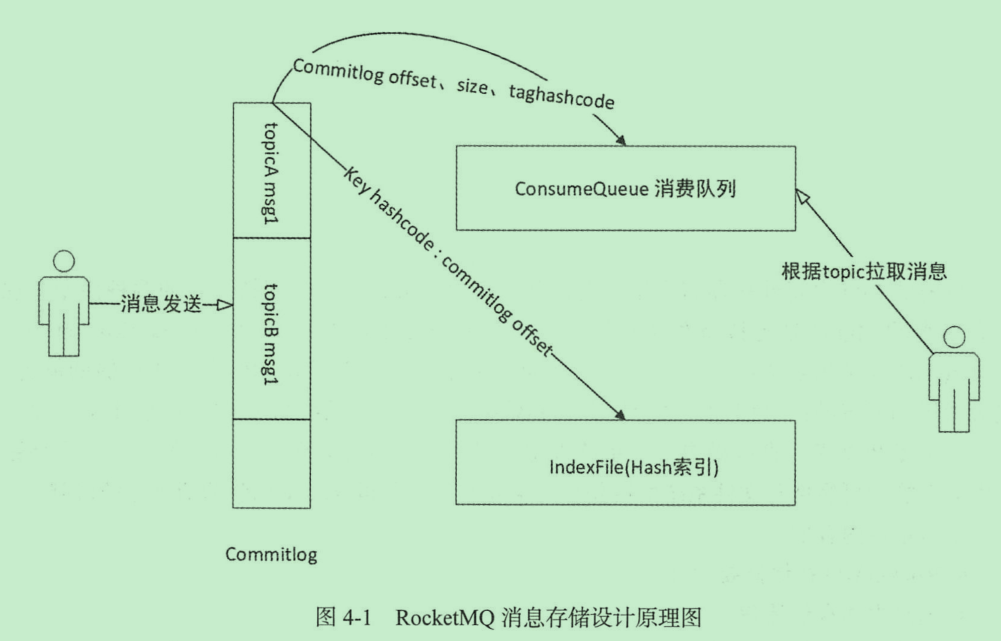 Commitlog offset、size、taghashcode
topicA msg1
Key hashcode : commitlog offset
ConsumeQueue 消费队列
根据topic拉取消息
消息发送
topicB msg1
IndexFile(Hash索引)
Commitlog
图 4-1 RocketMQ 消息存储设计原理图